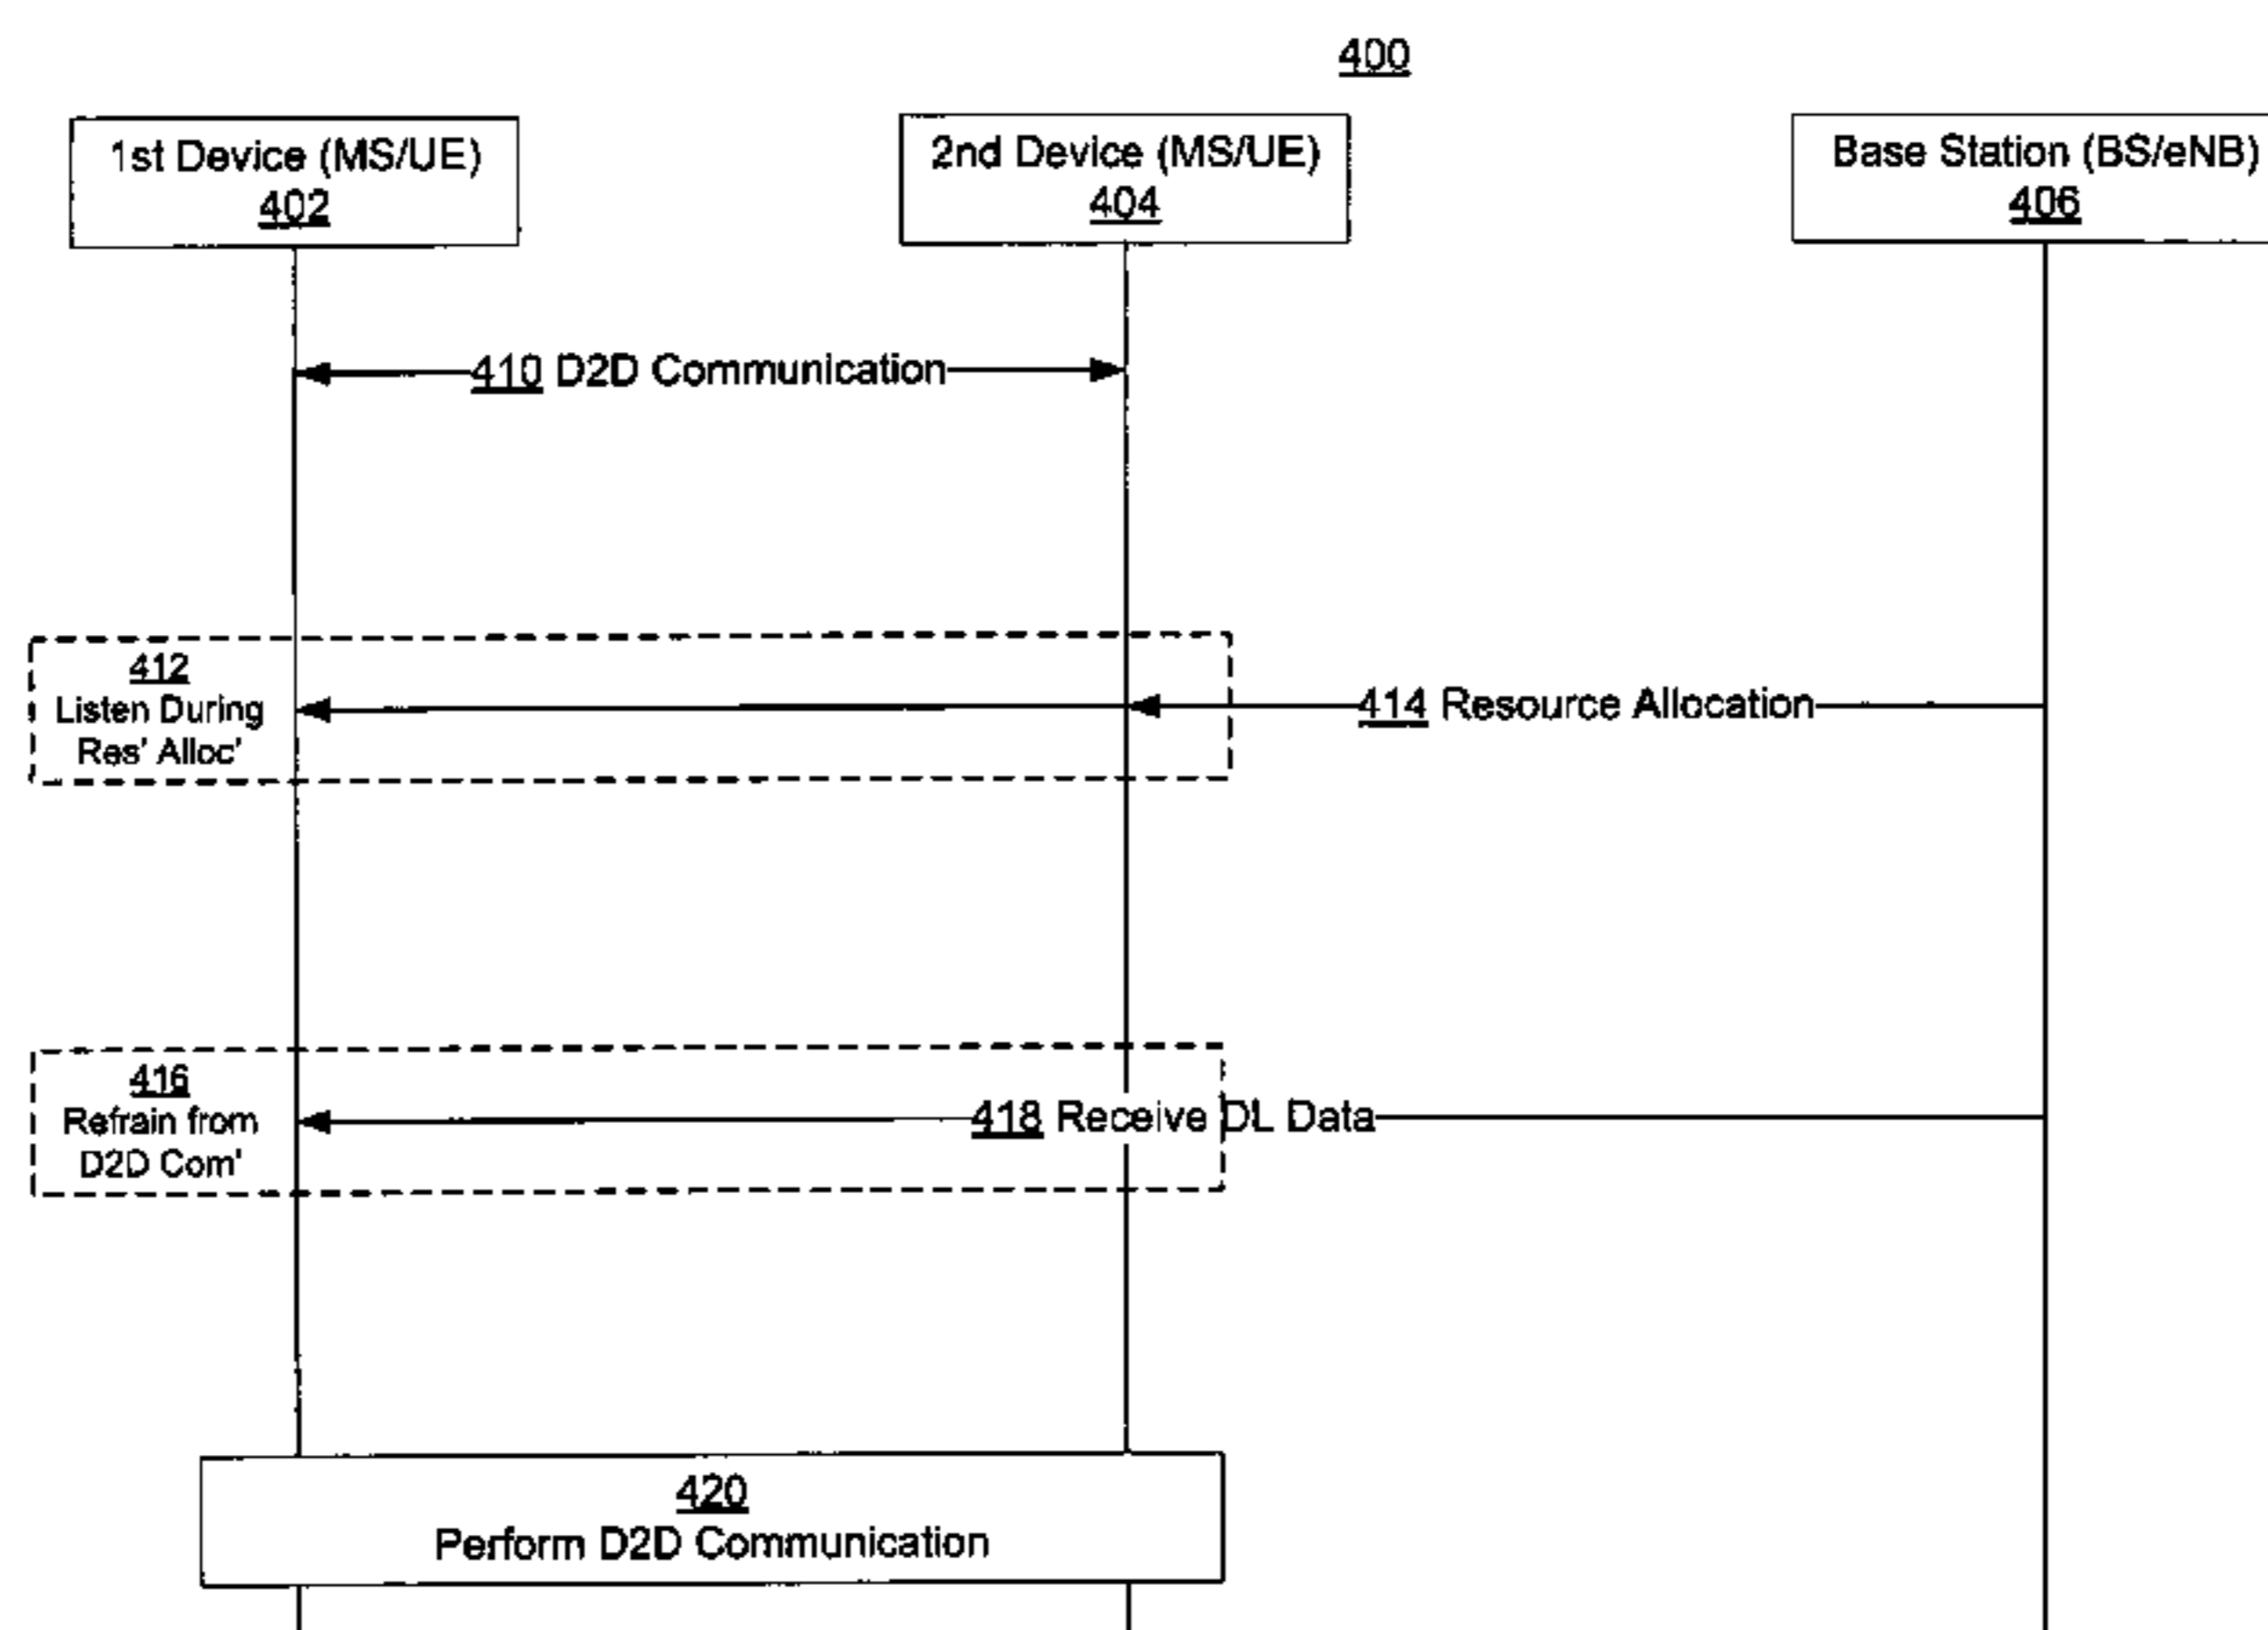 400
1st Device (MS/UE)
402
2nd Device (MS/UE)
404
Base Station (BS/eNB)
406
410 D2D Communication
412
Listen During
Res' Alloc'
414 Resource Allocation
416
Refrain from
D2D Com'
418 Receive DL Data
420
Perform D2D Communication